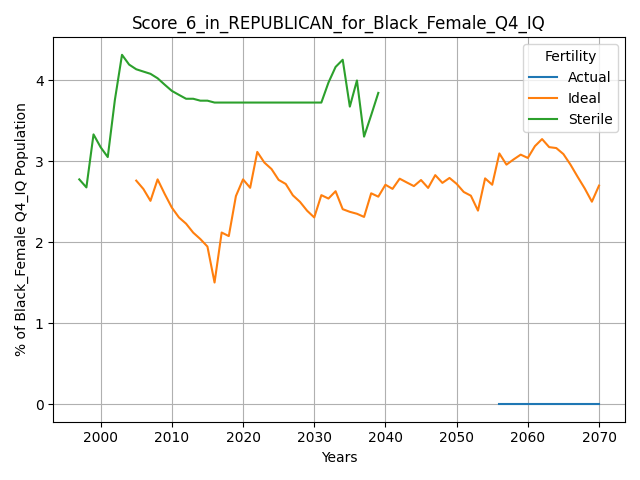 Score_6_in_REPUBLICAN_for_Black_Female_Q4_IQ
Fertility
Actual
Ideal
Sterile
% of Black_Female Q4_IQ Population
4
3
2
1
0
2000 2010 2020 2030 2040 2050 2060 2070
Years